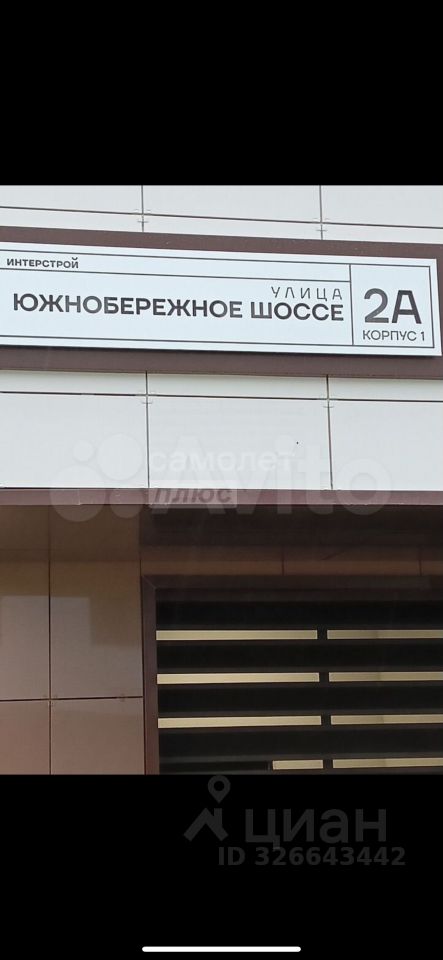 ИНТЕРСТРОЙ
УЛИЦА
ЮЖНОБЕРЕЖНОЕ ШОССЕ
2А
КОРПУС 1
самолет
плюс
Avito
циан
ID 326643442